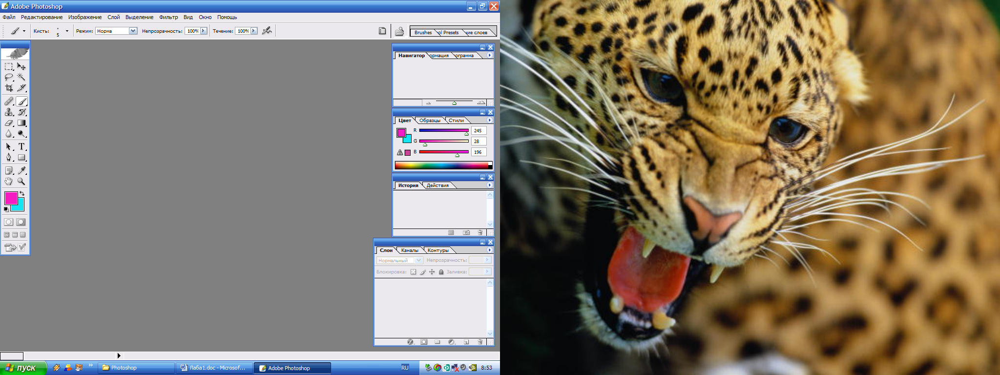 Adobe Photoshop
Файл Редактирование Изображение Слой Выделение Фильтр Вид Окно Помощь
Кисть: 5 Режим: Норма Непрозрачность: 100% Течение: 100% Brushes ol Presets ие слоев
Навигатор рмация ограмма
Цвет Образцы Стили
R 245
G 28
B 196
История Действия
Слои Каналы Контуры
Нормальный Непрозрачность:
Блокировка: Заливка:
T
пуск Photoshop Лаба1.doc - Microsof... Adobe Photoshop RU 8:53